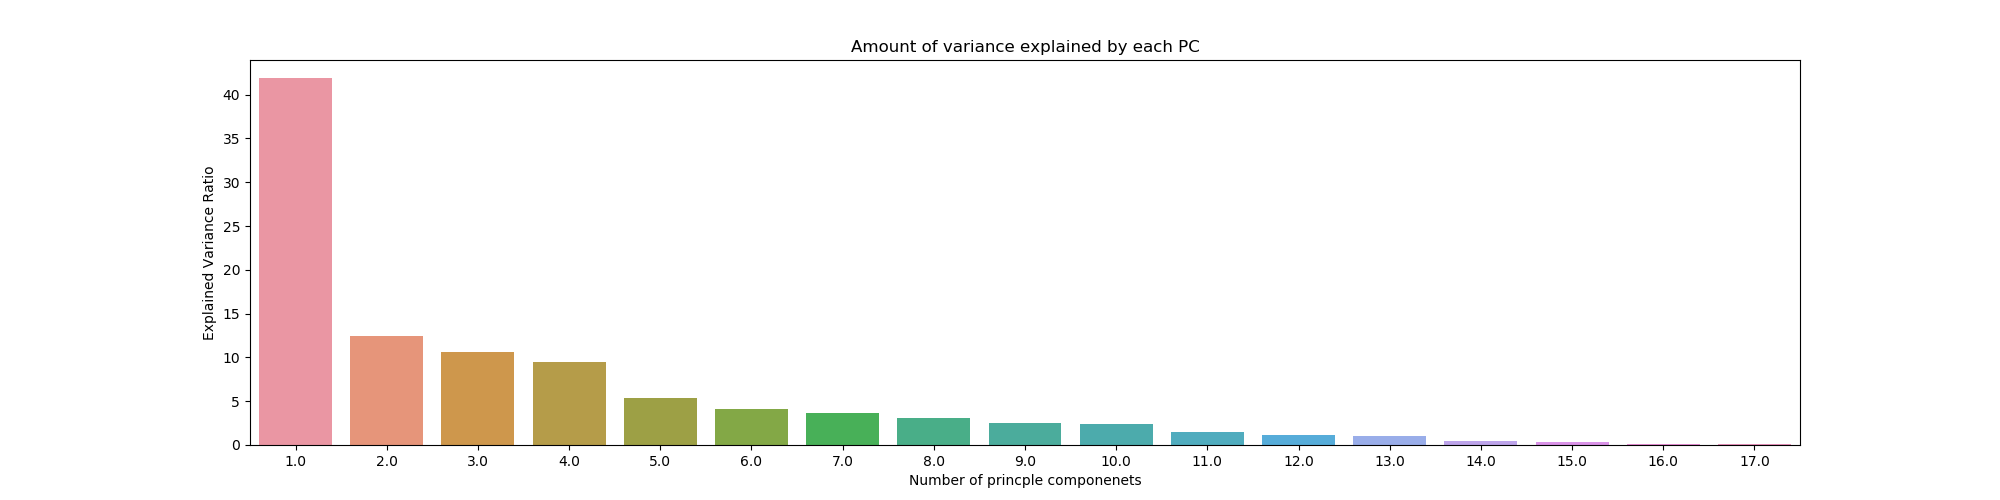 Amount of variance explained by each PC
Explained Variance Ratio
40
35
30
25
20
15
10
5
0
1.0 2.0 3.0 4.0 5.0 6.0 7.0 8.0 9.0 10.0 11.0 12.0 13.0 14.0 15.0 16.0 17.0
Number of princple componenets